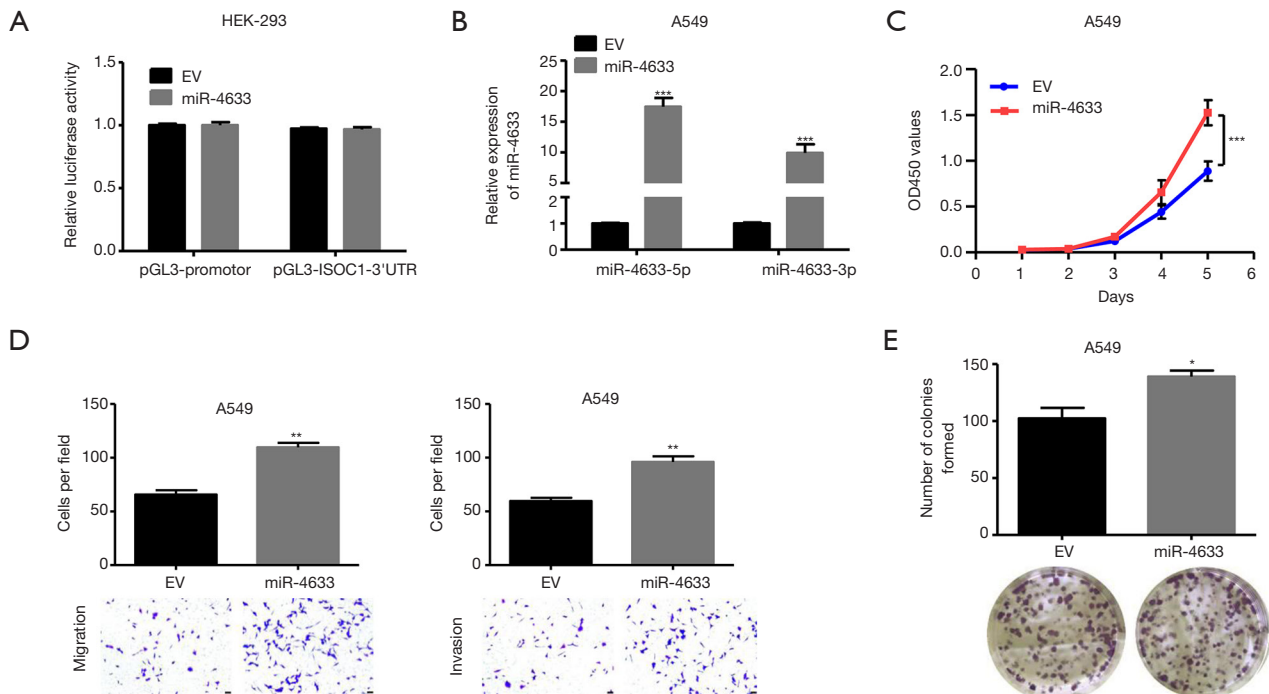 A
HEK-293
Relative luciferase activity
1.5
1.0
0.5
0.0
EV
miR-4633
pGL3-promotor
pGL3-ISOC1-3'UTR
B
A549
Relative expression
of miR-4633
25
20
15
10
5
2
1
0
EV
miR-4633
***
***
miR-4633-5p
miR-4633-3p
C
A549
OD450 values
2.0
1.5
1.0
0.5
0.0
EV
miR-4633
***
0 1 2 3 4 5 6
Days
D
A549
Cells per field
150
100
50
0
**
EV
miR-4633
Migration
A549
Cells per field
150
100
50
0
**
EV
miR-4633
Invasion
E
A549
Number of colonies
formed
150
100
50
0
*
EV
miR-4633